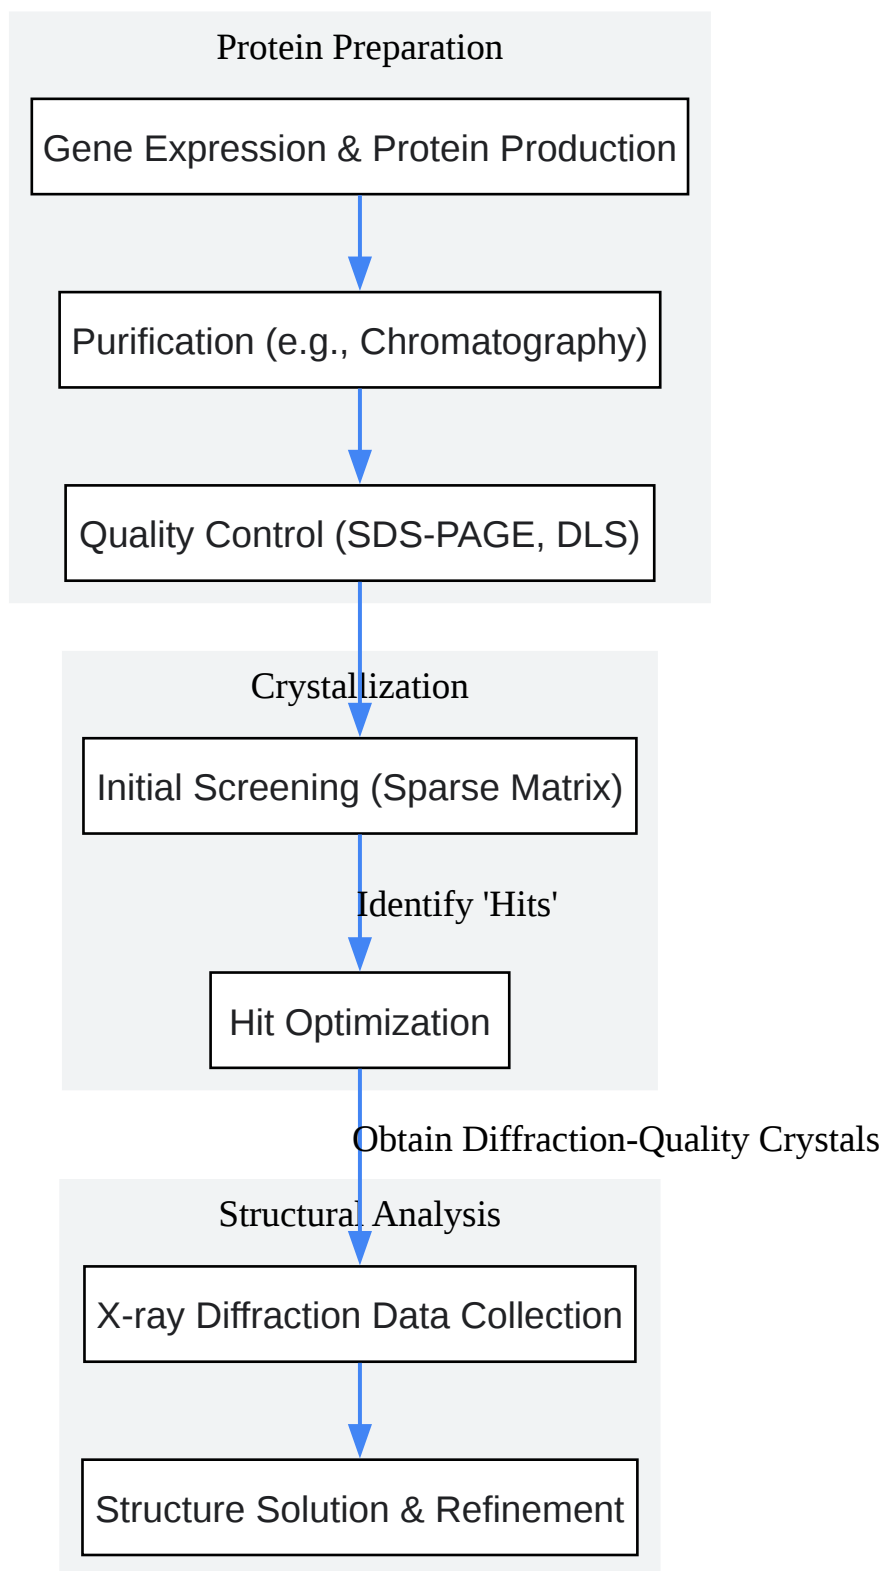 Protein Preparation
Gene Expression & Protein Production
Purification (e.g., Chromatography)
Quality Control (SDS-PAGE, DLS)
Crystallization
Initial Screening (Sparse Matrix)
Identify 'Hits'
Hit Optimization
Obtain Diffraction-Quality Crystals
Structural Analysis
X-ray Diffraction Data Collection
Structure Solution & Refinement